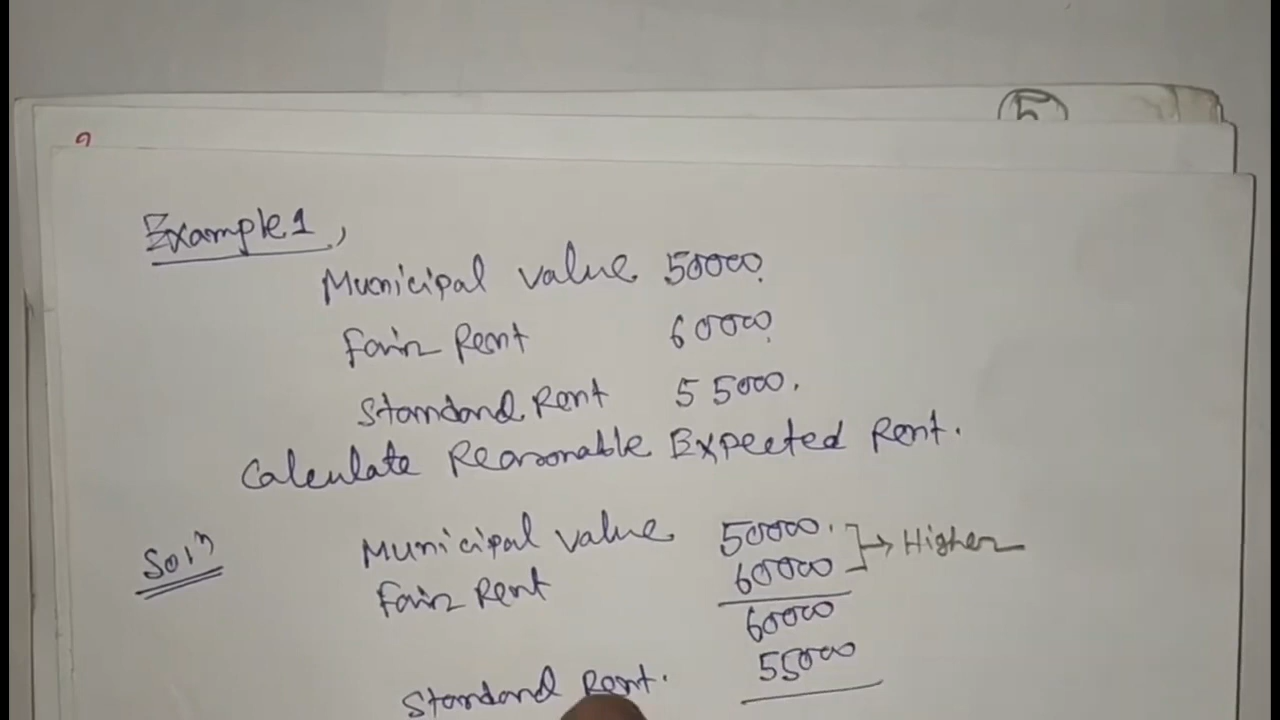 5
Example 1,
Municipal value 50000.
Fair Rent 60000.
Standard Rent 55000.
Calculate Reasonable Expected Rent.
Solⁿ
Municipal value 50000. → Higher
Fair Rent 60000
60000
Standard Rent. 55000